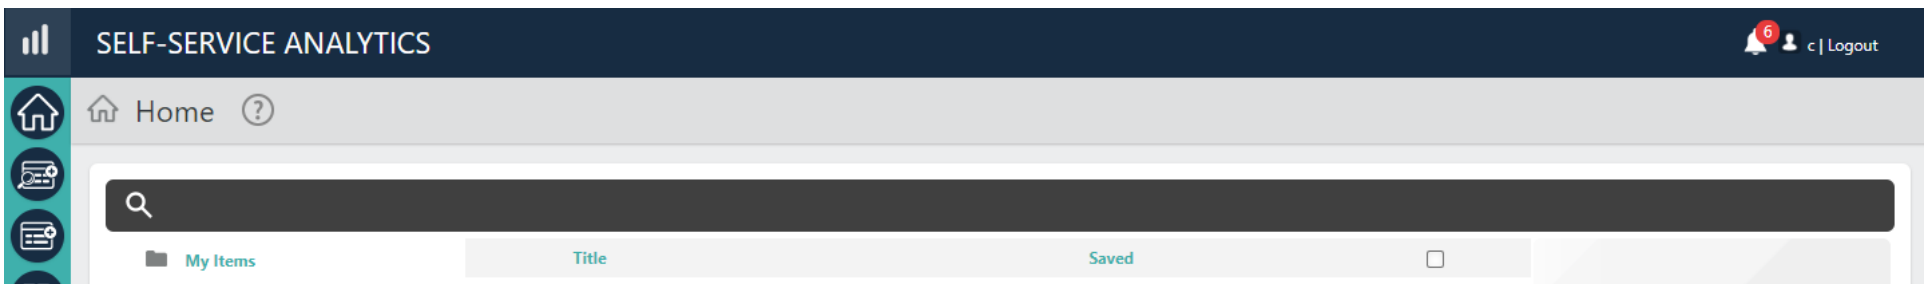 SELF-SERVICE ANALYTICS
6
c | Logout
Home ?
My Items Title Saved